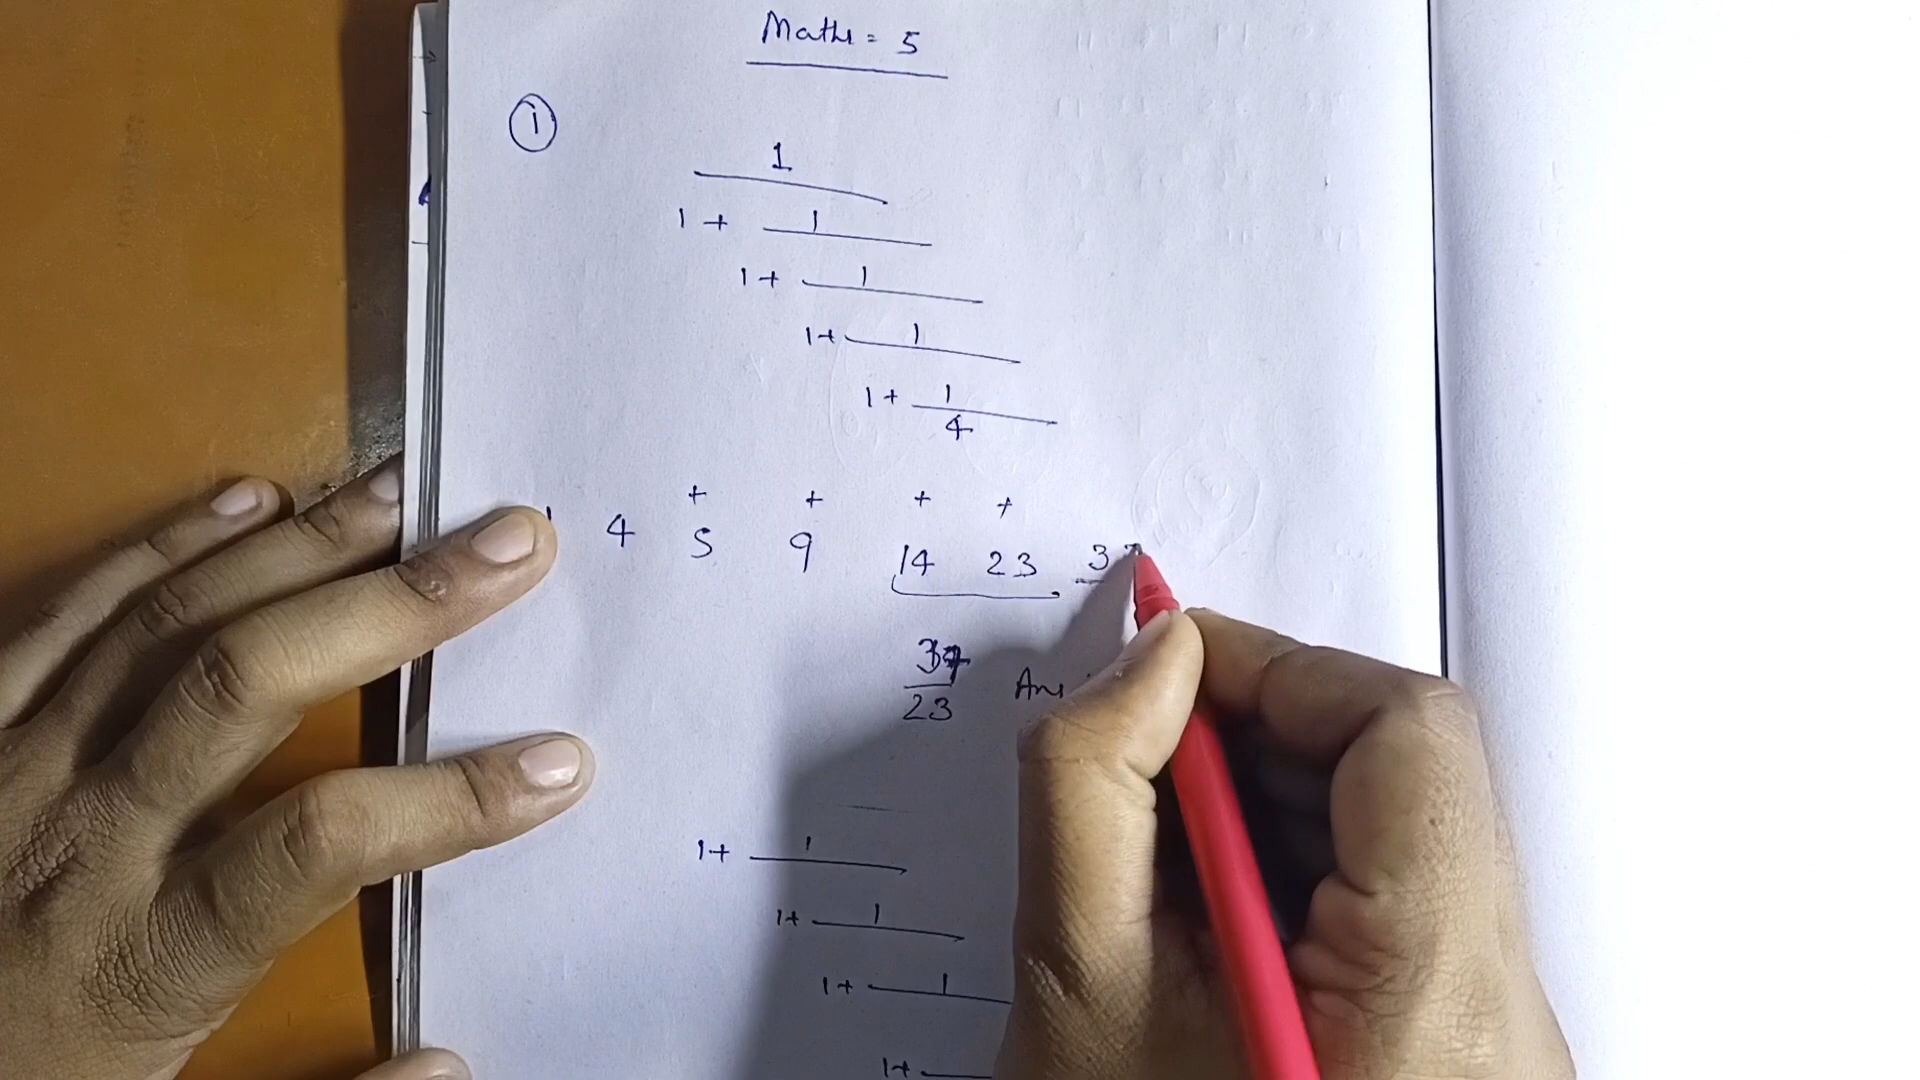 Maths = 5
1
1
1 + 1
1 + 1
1 + 1
1 + 1
4
+ + + +
4 5 9 14 23 3
37
23 Ans
1+ 1
1+ 1
1+ 1
1+